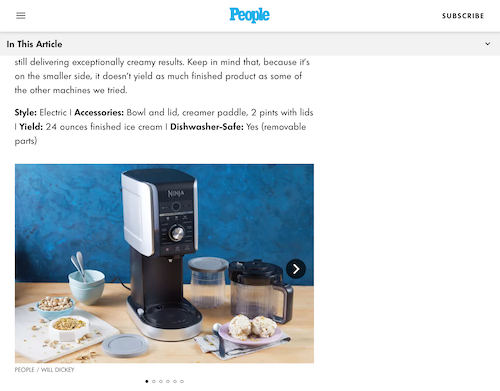 People
SUBSCRIBE
In This Article
still delivering exceptionally creamy results. Keep in mind that, because it's
on the smaller side, it doesn't yield as much finished product as some of
the other machines we tried.
Style: Electric | Accessories: Bowl and lid, creamer paddle, 2 pints with lids
| Yield: 24 ounces finished ice cream | Dishwasher-Safe: Yes (removable
parts)
NINJA
PEOPLE / WILL DICKEY